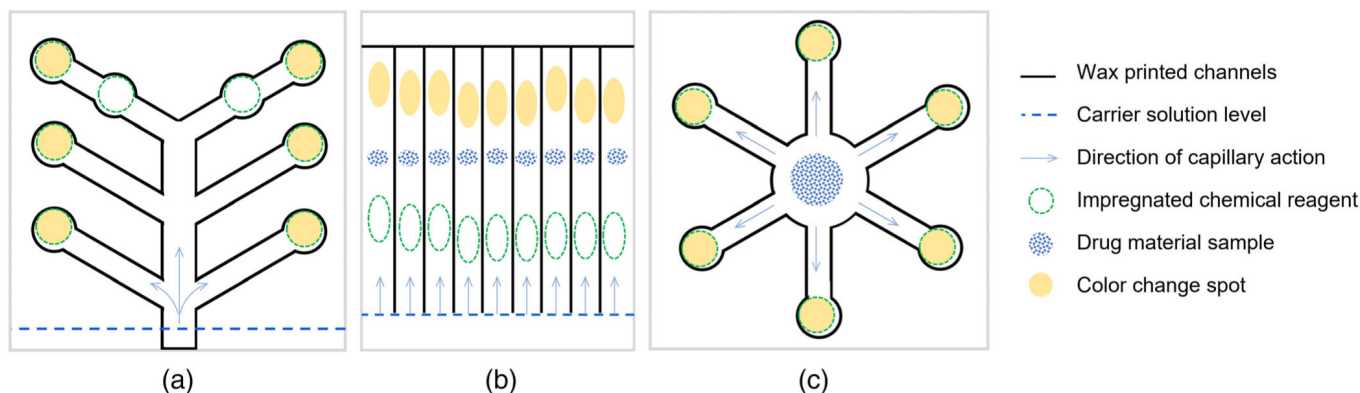 Wax printed channels
Carrier solution level
Direction of capillary action
Impregnated chemical reagent
Drug material sample
Color change spot
(a)
(b)
(c)